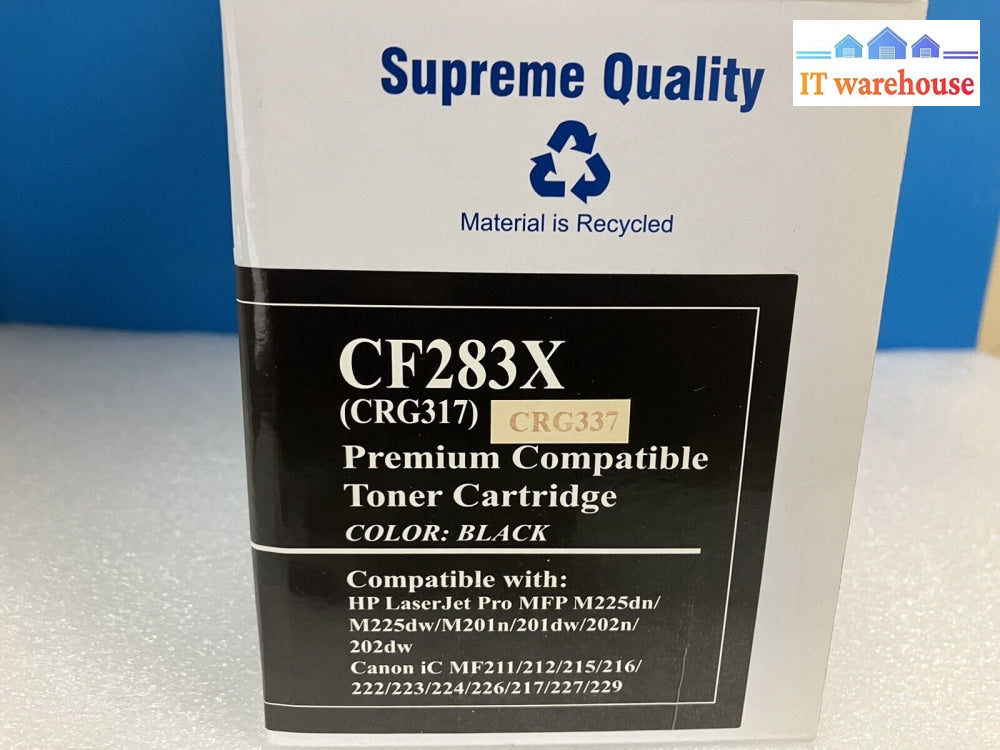 IT warehouse
Supreme Quality
Material is Recycled
CF283X
(CRG317) CRG337
Premium Compatible
Toner Cartridge
COLOR: BLACK
Compatible with:
HP LaserJet Pro MFP M225dn/
M225dw/M201n/201dw/202n/
202dw
Canon iC MF211/212/215/216/
222/223/224/226/217/227/229